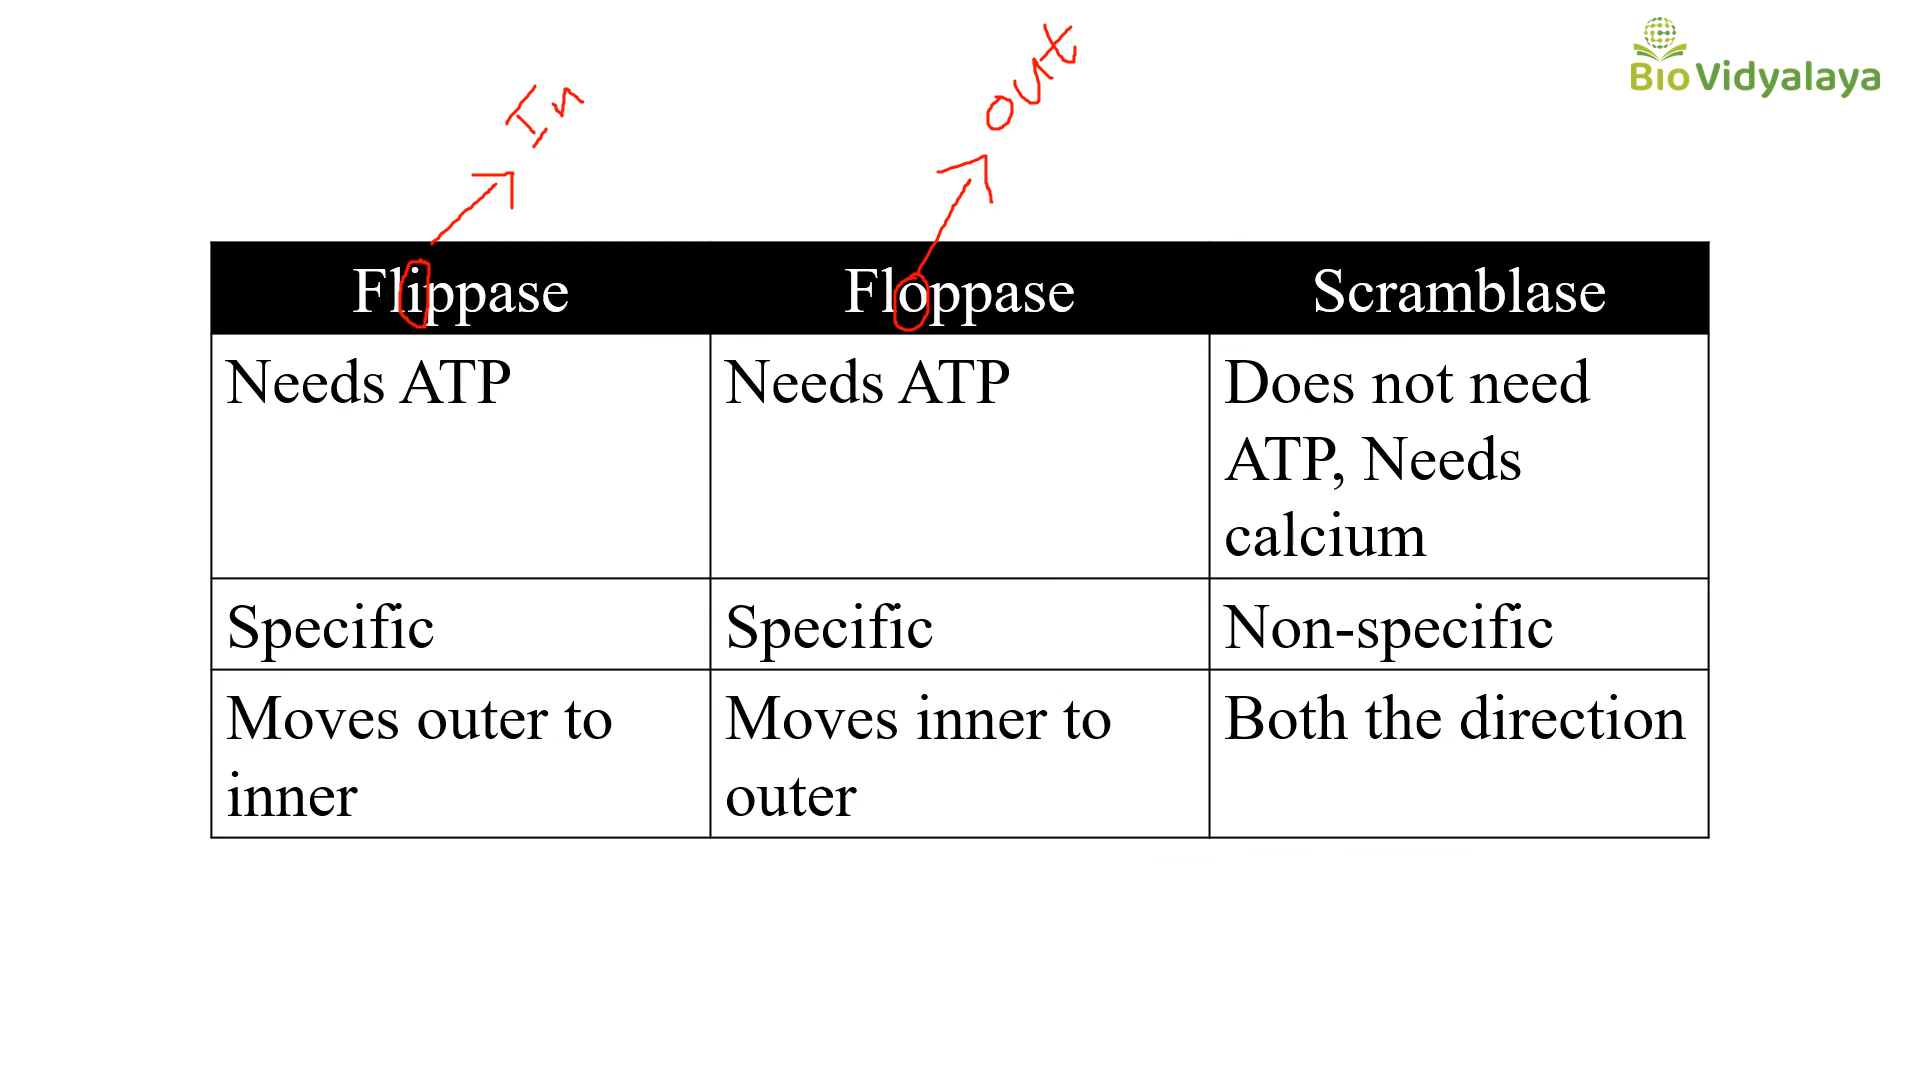 Bio Vidyalaya
In
out
Flippase Floppase Scramblase
Needs ATP Needs ATP Does not need
ATP, Needs
calcium
Specific Specific Non-specific
Moves outer to Moves inner to Both the direction
inner outer